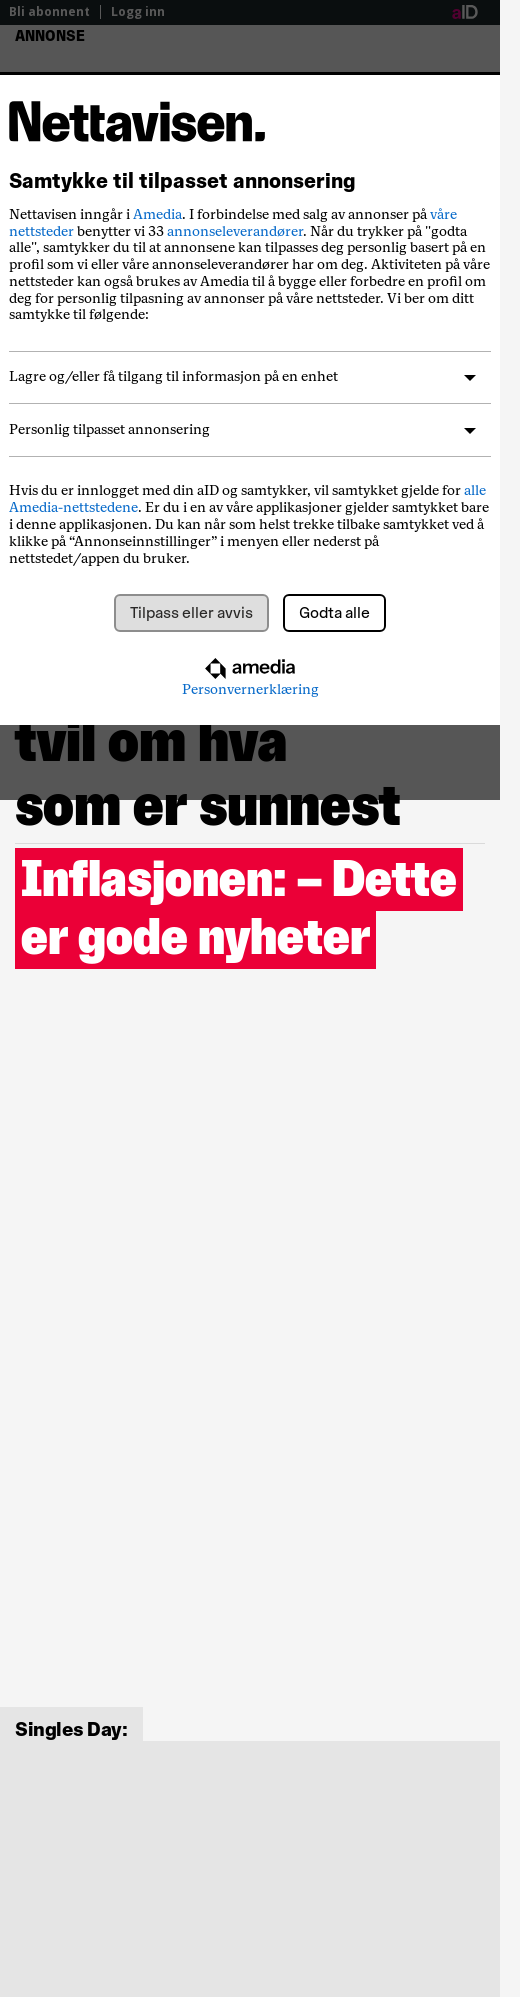 Bli abonnent | Logg inn
aID
ANNONSE
Nettavisen.
Samtykke til tilpasset annonsering
Nettavisen inngår i Amedia. I forbindelse med salg av annonser på våre
nettsteder benytter vi 33 annonseleverandører. Når du trykker på "godta
alle", samtykker du til at annonsene kan tilpasses deg personlig basert på en
profil som vi eller våre annonseleverandører har om deg. Aktiviteten på våre
nettsteder kan også brukes av Amedia til å bygge eller forbedre en profil om
deg for personlig tilpasning av annonser på våre nettsteder. Vi ber om ditt
samtykke til følgende:
Lagre og/eller få tilgang til informasjon på en enhet
Personlig tilpasset annonsering
Hvis du er innlogget med din aID og samtykker, vil samtykket gjelde for alle
Amedia-nettstedene. Er du i en av våre applikasjoner gjelder samtykket bare
i denne applikasjonen. Du kan når som helst trekke tilbake samtykket ved å
klikke på “Annonseinnstillinger” i menyen eller nederst på
nettstedet/appen du bruker.
Tilpass eller avvis
Godta alle
amedia
Personvernerklæring
tvil om hva
som er sunnest
Inflasjonen: – Dette
er gode nyheter
Singles Day: